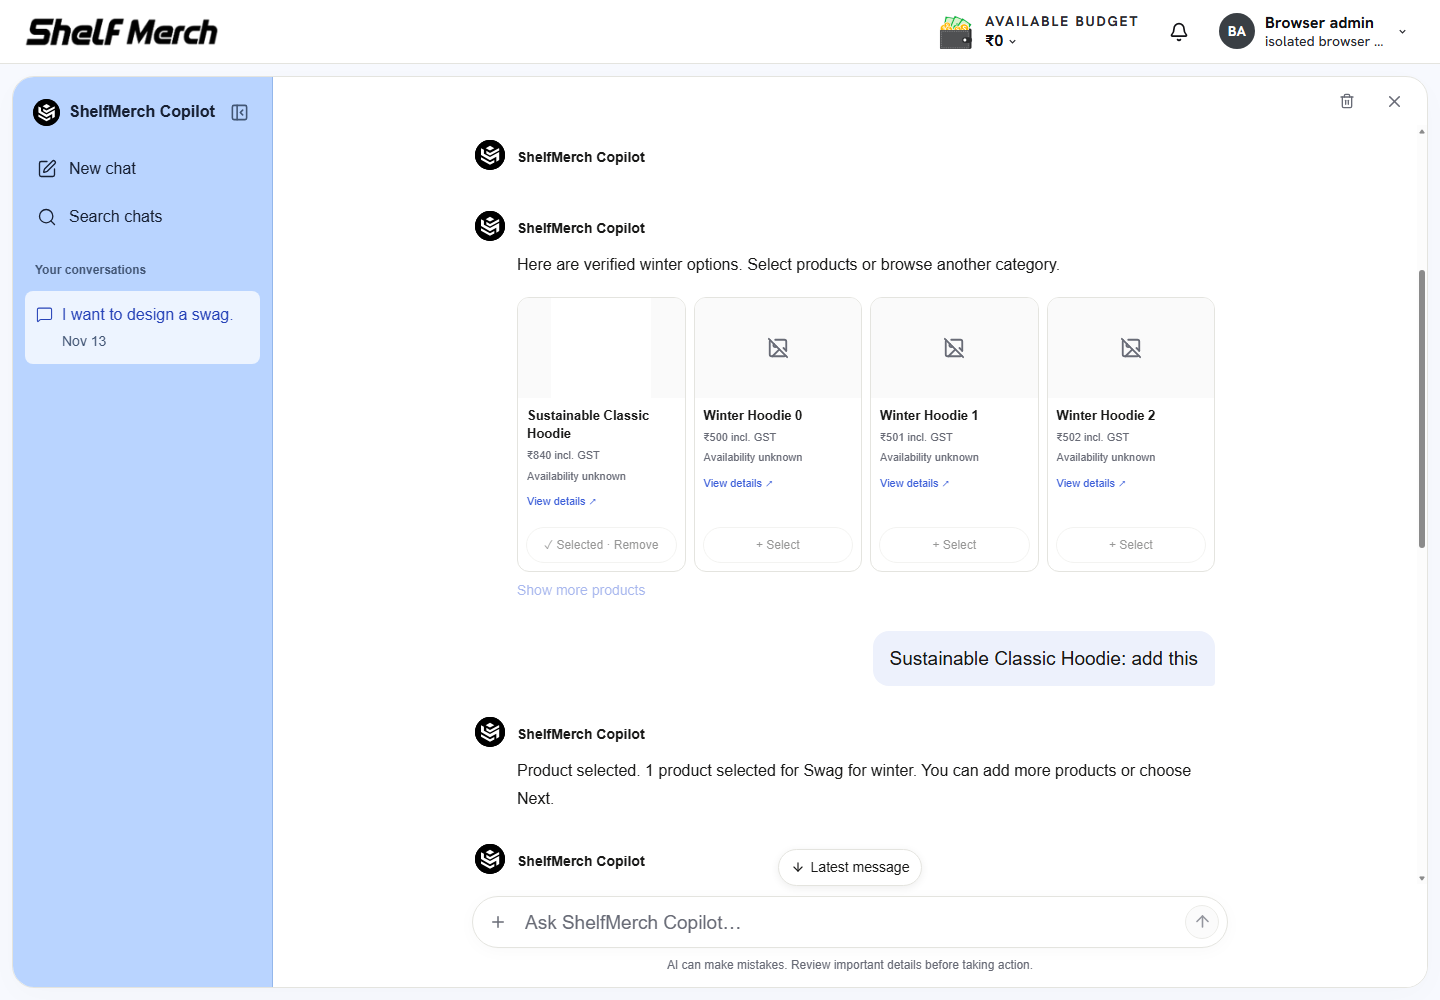 Shelf Merch
AVAILABLE BUDGET
₹0
BA
Browser admin
isolated browser ...
ShelfMerch Copilot
New chat
Search chats
Your conversations
I want to design a swag.
Nov 13
ShelfMerch Copilot
ShelfMerch Copilot
Here are verified winter options. Select products or browse another category.
Sustainable Classic
Hoodie
₹840 incl. GST
Availability unknown
View details ↗
✓ Selected · Remove
Winter Hoodie 0
₹500 incl. GST
Availability unknown
View details ↗
+ Select
Winter Hoodie 1
₹501 incl. GST
Availability unknown
View details ↗
+ Select
Winter Hoodie 2
₹502 incl. GST
Availability unknown
View details ↗
+ Select
Show more products
Sustainable Classic Hoodie: add this
ShelfMerch Copilot
Product selected. 1 product selected for Swag for winter. You can add more products or choose
Next.
ShelfMerch Copilot
↓ Latest message
Ask ShelfMerch Copilot…
AI can make mistakes. Review important details before taking action.